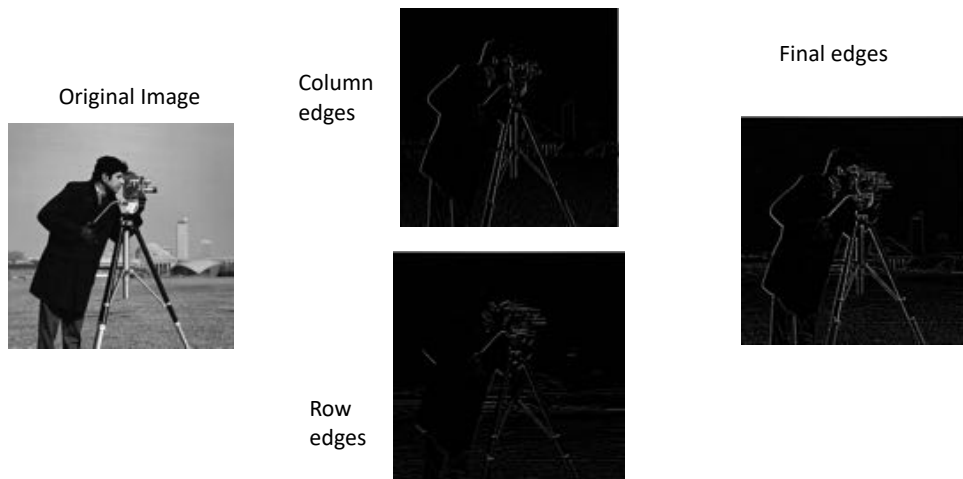 Original Image
Column
edges
Row
edges
Final edges